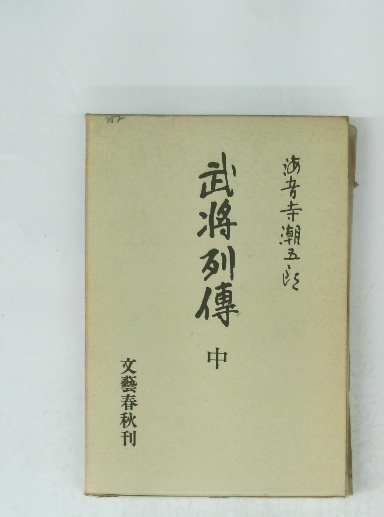 海音寺潮五郎
武将列傳
中
文藝春秋刊